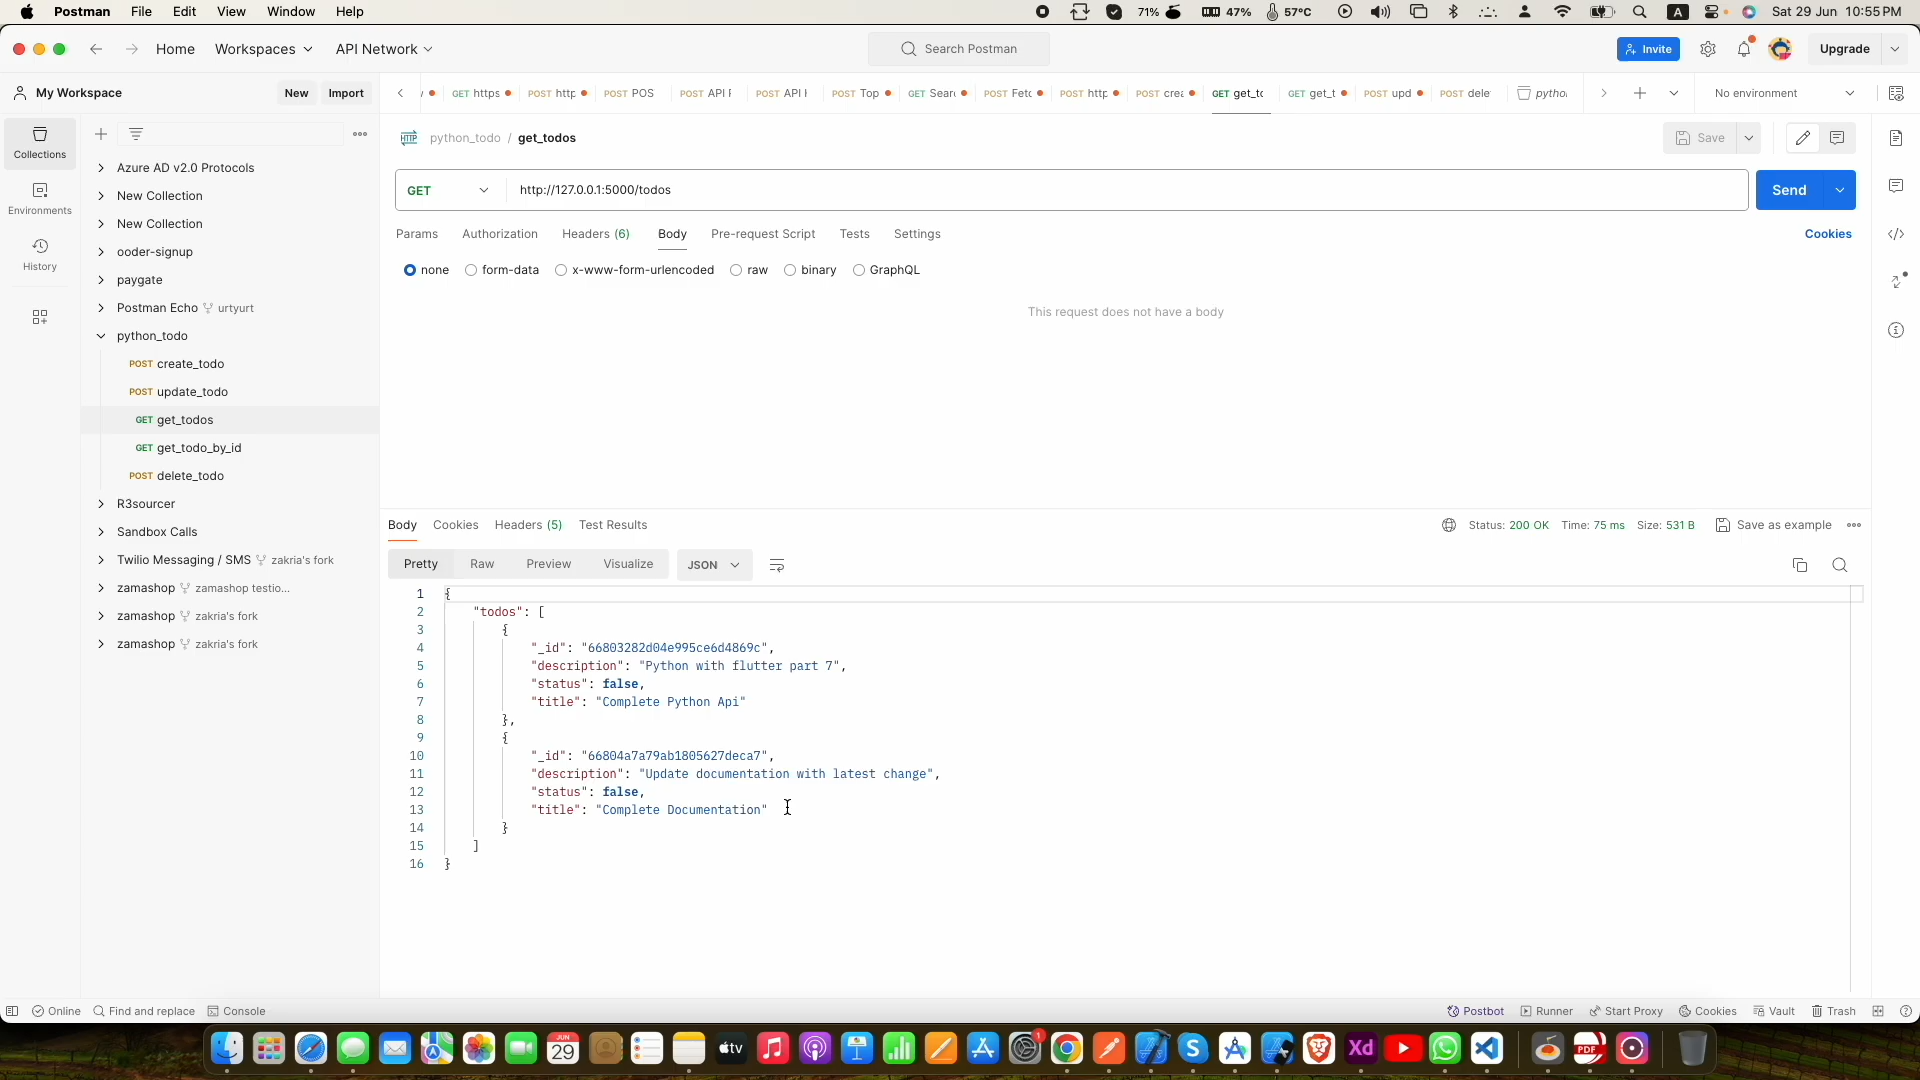 Postman File Edit View Window Help
71% 47% 57°C A Sat 29 Jun 10:55 PM
Home Workspaces API Network
Search Postman
Invite Upgrade
My Workspace New Import
GET https POST http POS POST API F POST API I POST Top GET Sear POST Fetc POST http POST crea GET get_tc GET get_t POST upd POST dele pytho No environment
Collections
Environments
History
Azure AD v2.0 Protocols
New Collection
New Collection
ooder-signup
paygate
Postman Echo urtyurt
python_todo
POST create_todo
POST update_todo
GET get_todos
GET get_todo_by_id
POST delete_todo
R3sourcer
Sandbox Calls
Twilio Messaging / SMS zakria's fork
zamashop zamashop testio...
zamashop zakria's fork
zamashop zakria's fork
HTTP python_todo / get_todos
Save
GET http://127.0.0.1:5000/todos Send
Params Authorization Headers (6) Body Pre-request Script Tests Settings Cookies
none form-data x-www-form-urlencoded raw binary GraphQL
This request does not have a body
Body Cookies Headers (5) Test Results Status: 200 OK Time: 75 ms Size: 531 B Save as example
Pretty Raw Preview Visualize JSON
1 {
2 "todos": [
3 {
4 "_id": "66803282d04e995ce6d4869c",
5 "description": "Python with flutter part 7",
6 "status": false,
7 "title": "Complete Python Api"
8 },
9 {
10 "_id": "66804a7a79ab1805627deca7",
11 "description": "Update documentation with latest change",
12 "status": false,
13 "title": "Complete Documentation"
14 }
15 ]
16 }
Online Find and replace Console Postbot Runner Start Proxy Cookies Vault Trash
JUN
29
tv
1
Xd
PDF